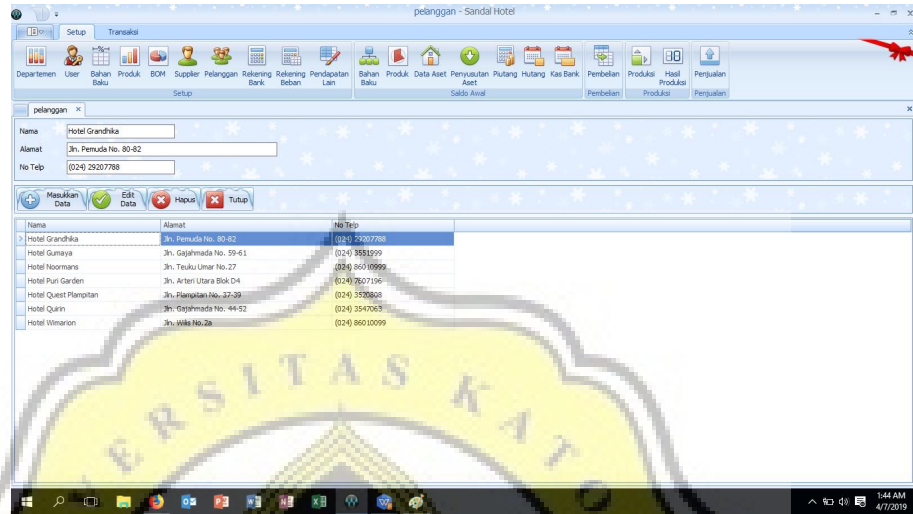 pelanggan - Sandal Hotel
Setup Transaksi
Departemen User Bahan Baku Produk BOM Supplier Pelanggan Rekening Bank Rekening Beban Pendapatan Lain Bahan Baku Produk Data Aset Penyusutan Aset Piutang Hutang Kas Bank Pembelian Produksi Hasil Produksi Penjualan
Setup Saldo Awal Pembelian Produksi Penjualan
pelanggan
Nama Hotel Grandhika
Alamat Jln. Pemuda No. 80-82
No Telp (024) 29207788
Masukkan Data Edit Data Hapus Tutup
Nama Alamat No Telp
Hotel Grandhika Jln. Pemuda No. 80-82 (024) 29207788
Hotel Gumaya Jln. Gajahmada No. 59-61 (024) 3551999
Hotel Noormans Jln. Teuku Umar No.27 (024) 86010999
Hotel Puri Garden Jln. Arteri Utara Blok D4 (024) 7607196
Hotel Quest Plampitan Jln. Plampitan No. 37-39 (024) 3520808
Hotel Quirin Jln. Gajahmada No. 44-52 (024) 3547063
Hotel Wimarion Jln. Wilis No.2a (024) 86010099
ERSITAS KATO
1:44 AM
4/7/2019